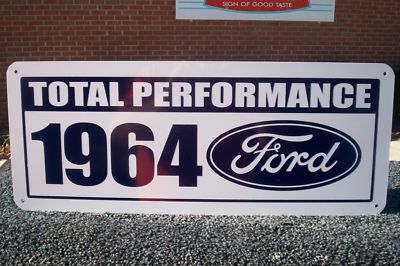 SIGN OF GOOD TASTE
TOTAL PERFORMANCE
1964 Ford